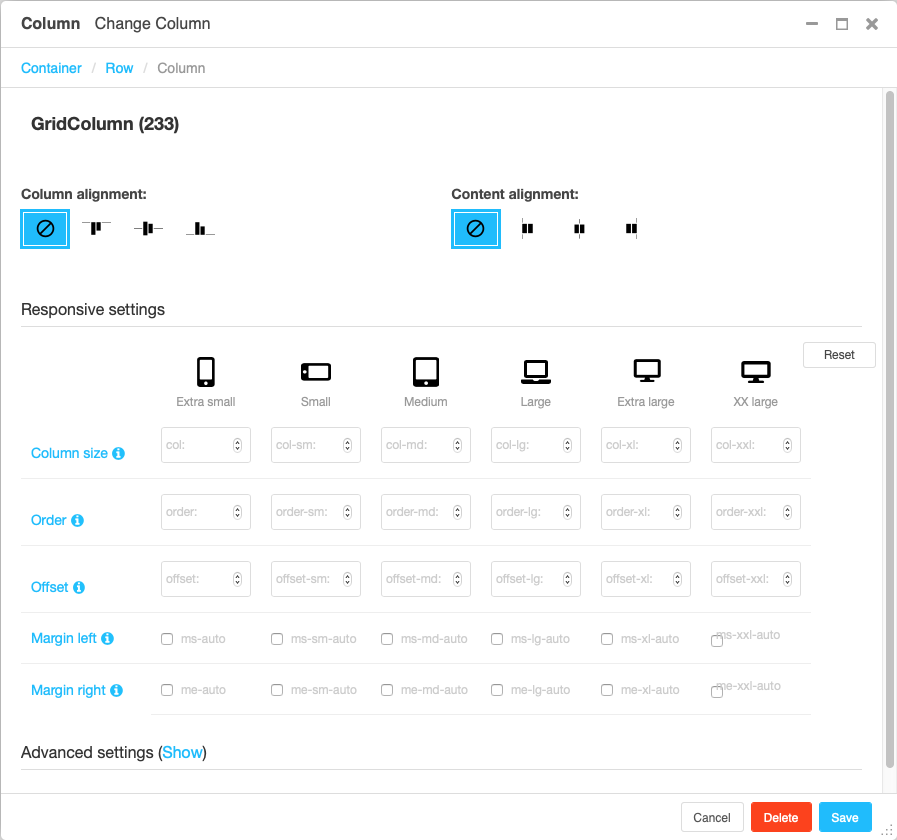 Column Change Column
Container / Row / Column
GridColumn (233)
Column alignment: Content alignment:
Responsive settings
Reset
Extra small Small Medium Large Extra large XX large
Column size col: col-sm: col-md: col-lg: col-xl: col-xxl:
Order order: order-sm: order-md: order-lg: order-xl: order-xxl:
Offset offset: offset-sm: offset-md: offset-lg: offset-xl: offset-xxl:
Margin left ms-auto ms-sm-auto ms-md-auto ms-lg-auto ms-xl-auto ms-xxl-auto
Margin right me-auto me-sm-auto me-md-auto me-lg-auto me-xl-auto me-xxl-auto
Advanced settings (Show)
Cancel Delete Save